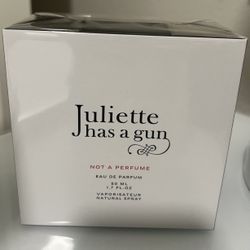 Juliette
has a gun
NOT A PERFUME
EAU DE PARFUM
50 ML
1.7 FL.OZ
VAPORISATEUR
NATURAL SPRAY